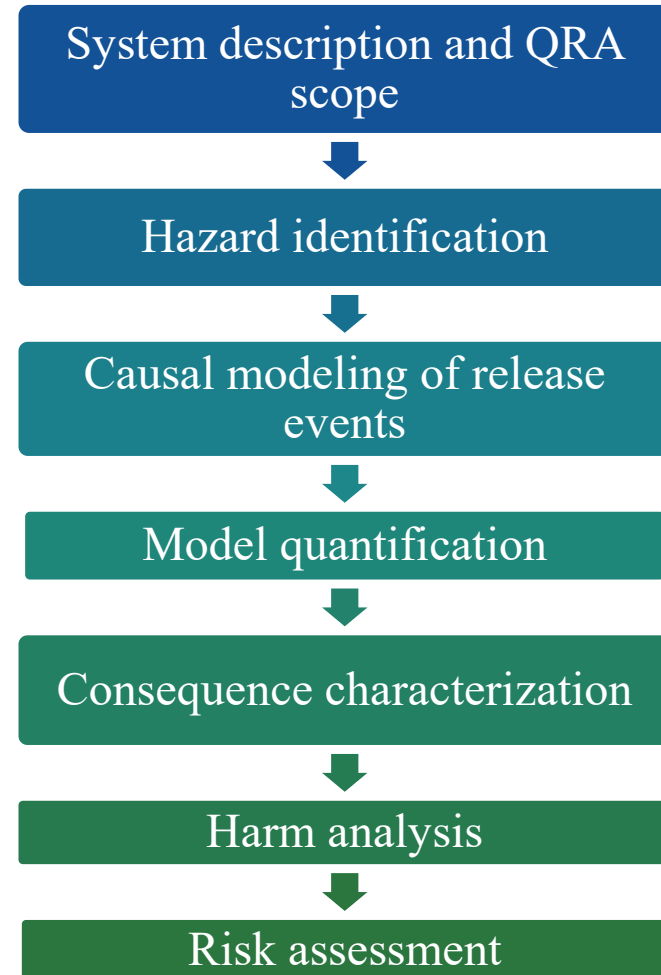 System description and QRA
scope
Hazard identification
Causal modeling of release
events
Model quantification
Consequence characterization
Harm analysis
Risk assessment